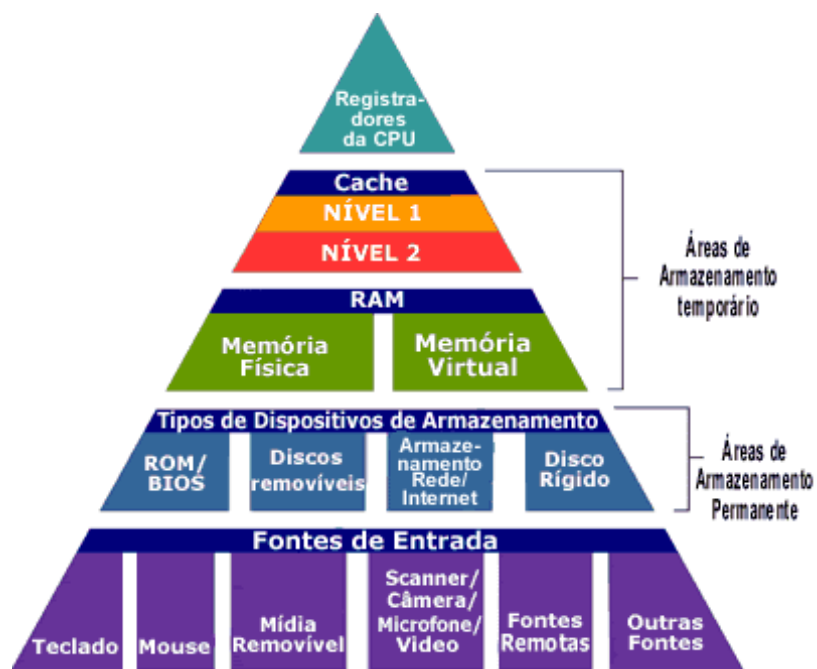 Registra-
dores
da CPU
Cache
NÍVEL 1
NÍVEL 2
Áreas de
Armazenamento
temporário
RAM
Memória
Física
Memória
Virtual
Tipos de Dispositivos de Armazenamento
ROM/
BIOS
Discos
removíveis
Armaze-
namento
Rede/
Internet
Disco
Rígido
Áreas de
Armazenamento
Permanente
Fontes de Entrada
Teclado
Mouse
Mídia
Removível
Scanner/
Câmera/
Microfone/
Video
Fontes
Remotas
Outras
Fontes